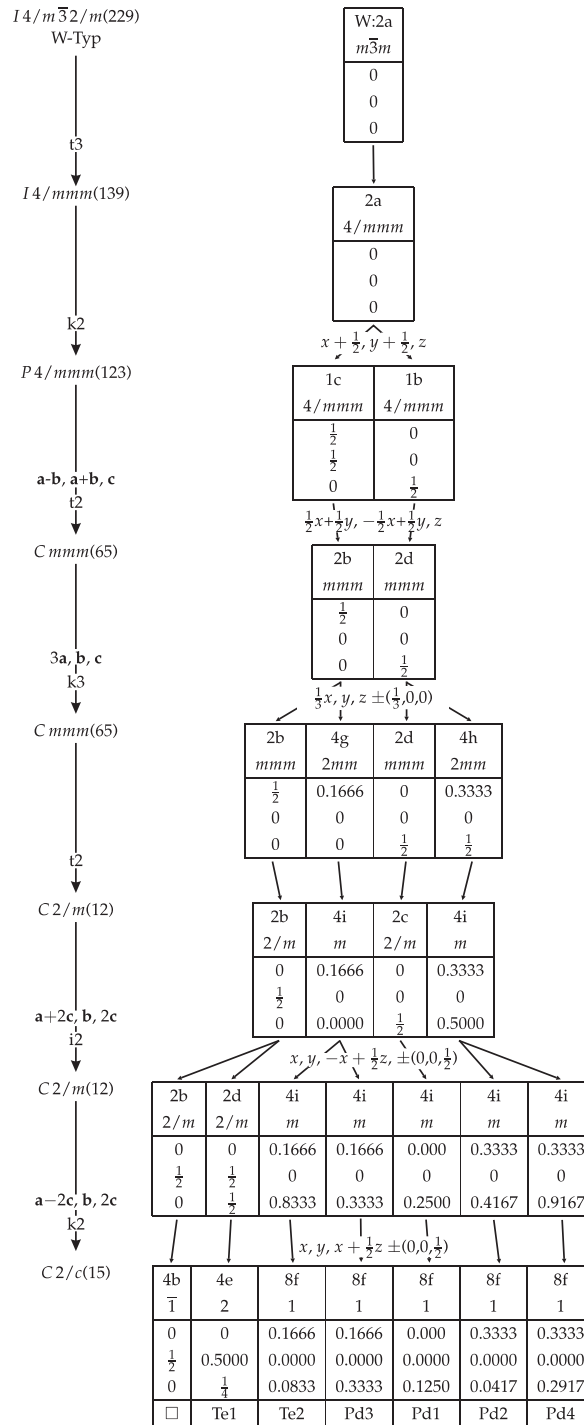 I 4/m3̅2/m(229)
W-Typ
W:2a
m3̅m
0
0
0
t3
I 4/mmm(139)
2a
4/mmm
0
0
0
k2
x + 1/2, y + 1/2, z
P 4/mmm(123)
1c 1b
4/mmm 4/mmm
1/2 0
1/2 0
0 1/2
a-b, a+b, c
t2
1/2x+1/2y, −1/2x+1/2y, z
C mmm(65)
2b 2d
mmm mmm
1/2 0
0 0
0 1/2
3a, b, c
k3
1/3x, y, z ±(1/3,0,0)
C mmm(65)
2b 4g 2d 4h
mmm 2mm mmm 2mm
1/2 0.1666 0 0.3333
0 0 0 0
0 0 1/2 1/2
t2
C 2/m(12)
2b 4i 2c 4i
2/m m 2/m m
0 0.1666 0 0.3333
1/2 0 0 0
0 0.0000 1/2 0.5000
a+2c, b, 2c
i2
x, y, −x + 1/2z, ±(0,0,1/2)
C 2/m(12)
2b 2d 4i 4i 4i 4i 4i
2/m 2/m m m m m m
0 0 0.1666 0.1666 0.000 0.3333 0.3333
1/2 1/2 0 0 0 0 0
0 1/2 0.8333 0.3333 0.2500 0.4167 0.9167
a−2c, b, 2c
k2
x, y, x + 1/2z ±(0,0,1/2)
C 2/c(15)
4b 4e 8f 8f 8f 8f 8f
1̅ 2 1 1 1 1 1
0 0 0.1666 0.1666 0.000 0.3333 0.3333
1/2 0.5000 0.0000 0.0000 0.0000 0.0000 0.0000
0 1/4 0.0833 0.3333 0.1250 0.0417 0.2917
□ Te1 Te2 Pd3 Pd1 Pd2 Pd4